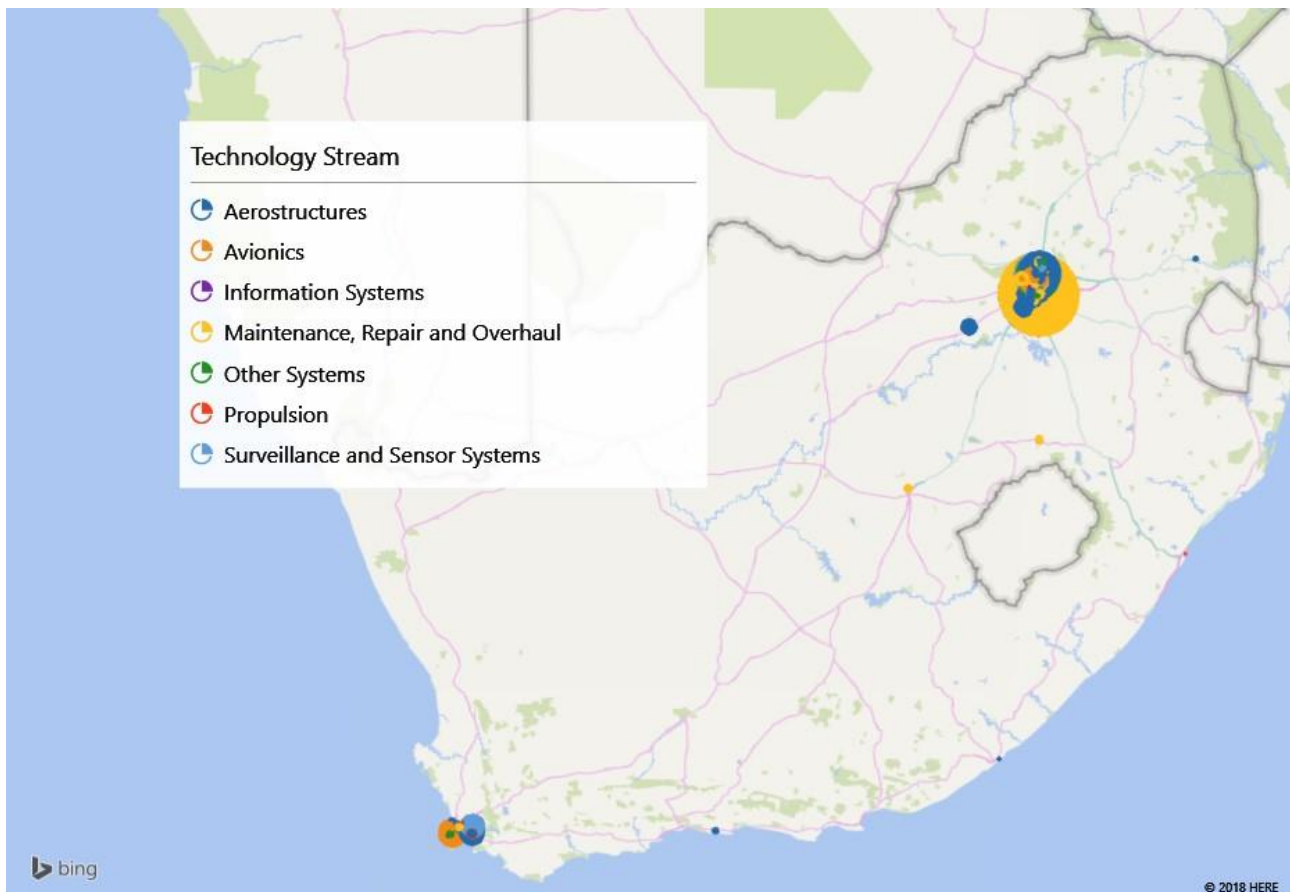 Technology Stream
Aerostructures
Avionics
Information Systems
Maintenance, Repair and Overhaul
Other Systems
Propulsion
Surveillance and Sensor Systems
bing
© 2018 HERE